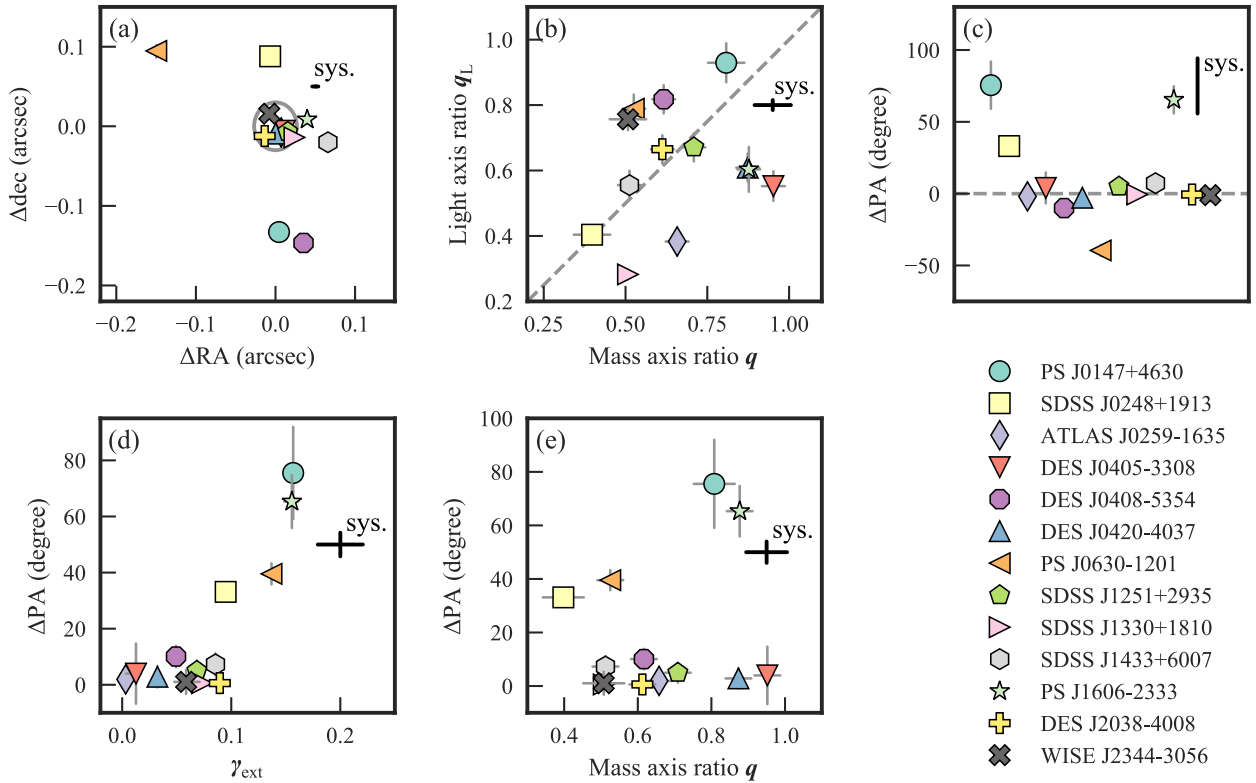 (a)
sys.
0.1
0.0
−0.1
−0.2
Δdec (arcsec)
−0.2 −0.1 0.0 0.1
ΔRA (arcsec)
(b)
sys.
1.0
0.8
0.6
0.4
0.2
Light axis ratio qL
0.25 0.50 0.75 1.00
Mass axis ratio q
(c)
sys.
100
50
0
−50
ΔPA (degree)
(d)
sys.
80
60
40
20
0
ΔPA (degree)
0.0 0.1 0.2
γext
(e)
sys.
100
80
60
40
20
0
ΔPA (degree)
0.4 0.6 0.8 1.0
Mass axis ratio q
PS J0147+4630
SDSS J0248+1913
ATLAS J0259-1635
DES J0405-3308
DES J0408-5354
DES J0420-4037
PS J0630-1201
SDSS J1251+2935
SDSS J1330+1810
SDSS J1433+6007
PS J1606-2333
DES J2038-4008
WISE J2344-3056